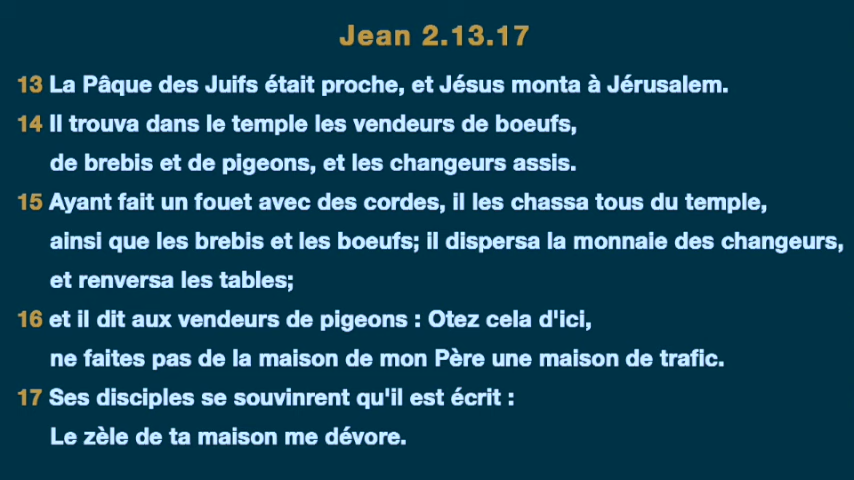 Jean 2.13.17
13 La Pâque des Juifs était proche, et Jésus monta à Jérusalem.
14 Il trouva dans le temple les vendeurs de boeufs,
de brebis et de pigeons, et les changeurs assis.
15 Ayant fait un fouet avec des cordes, il les chassa tous du temple,
ainsi que les brebis et les boeufs; il dispersa la monnaie des changeurs,
et renversa les tables;
16 et il dit aux vendeurs de pigeons : Otez cela d'ici,
ne faites pas de la maison de mon Père une maison de trafic.
17 Ses disciples se souvinrent qu'il est écrit :
Le zèle de ta maison me dévore.